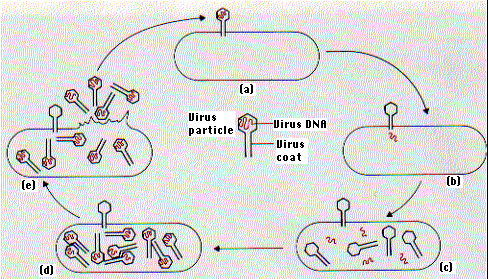 (a)
Virus
particle
Virus DNA
Virus
coat
(e)
(b)
(d)
(c)